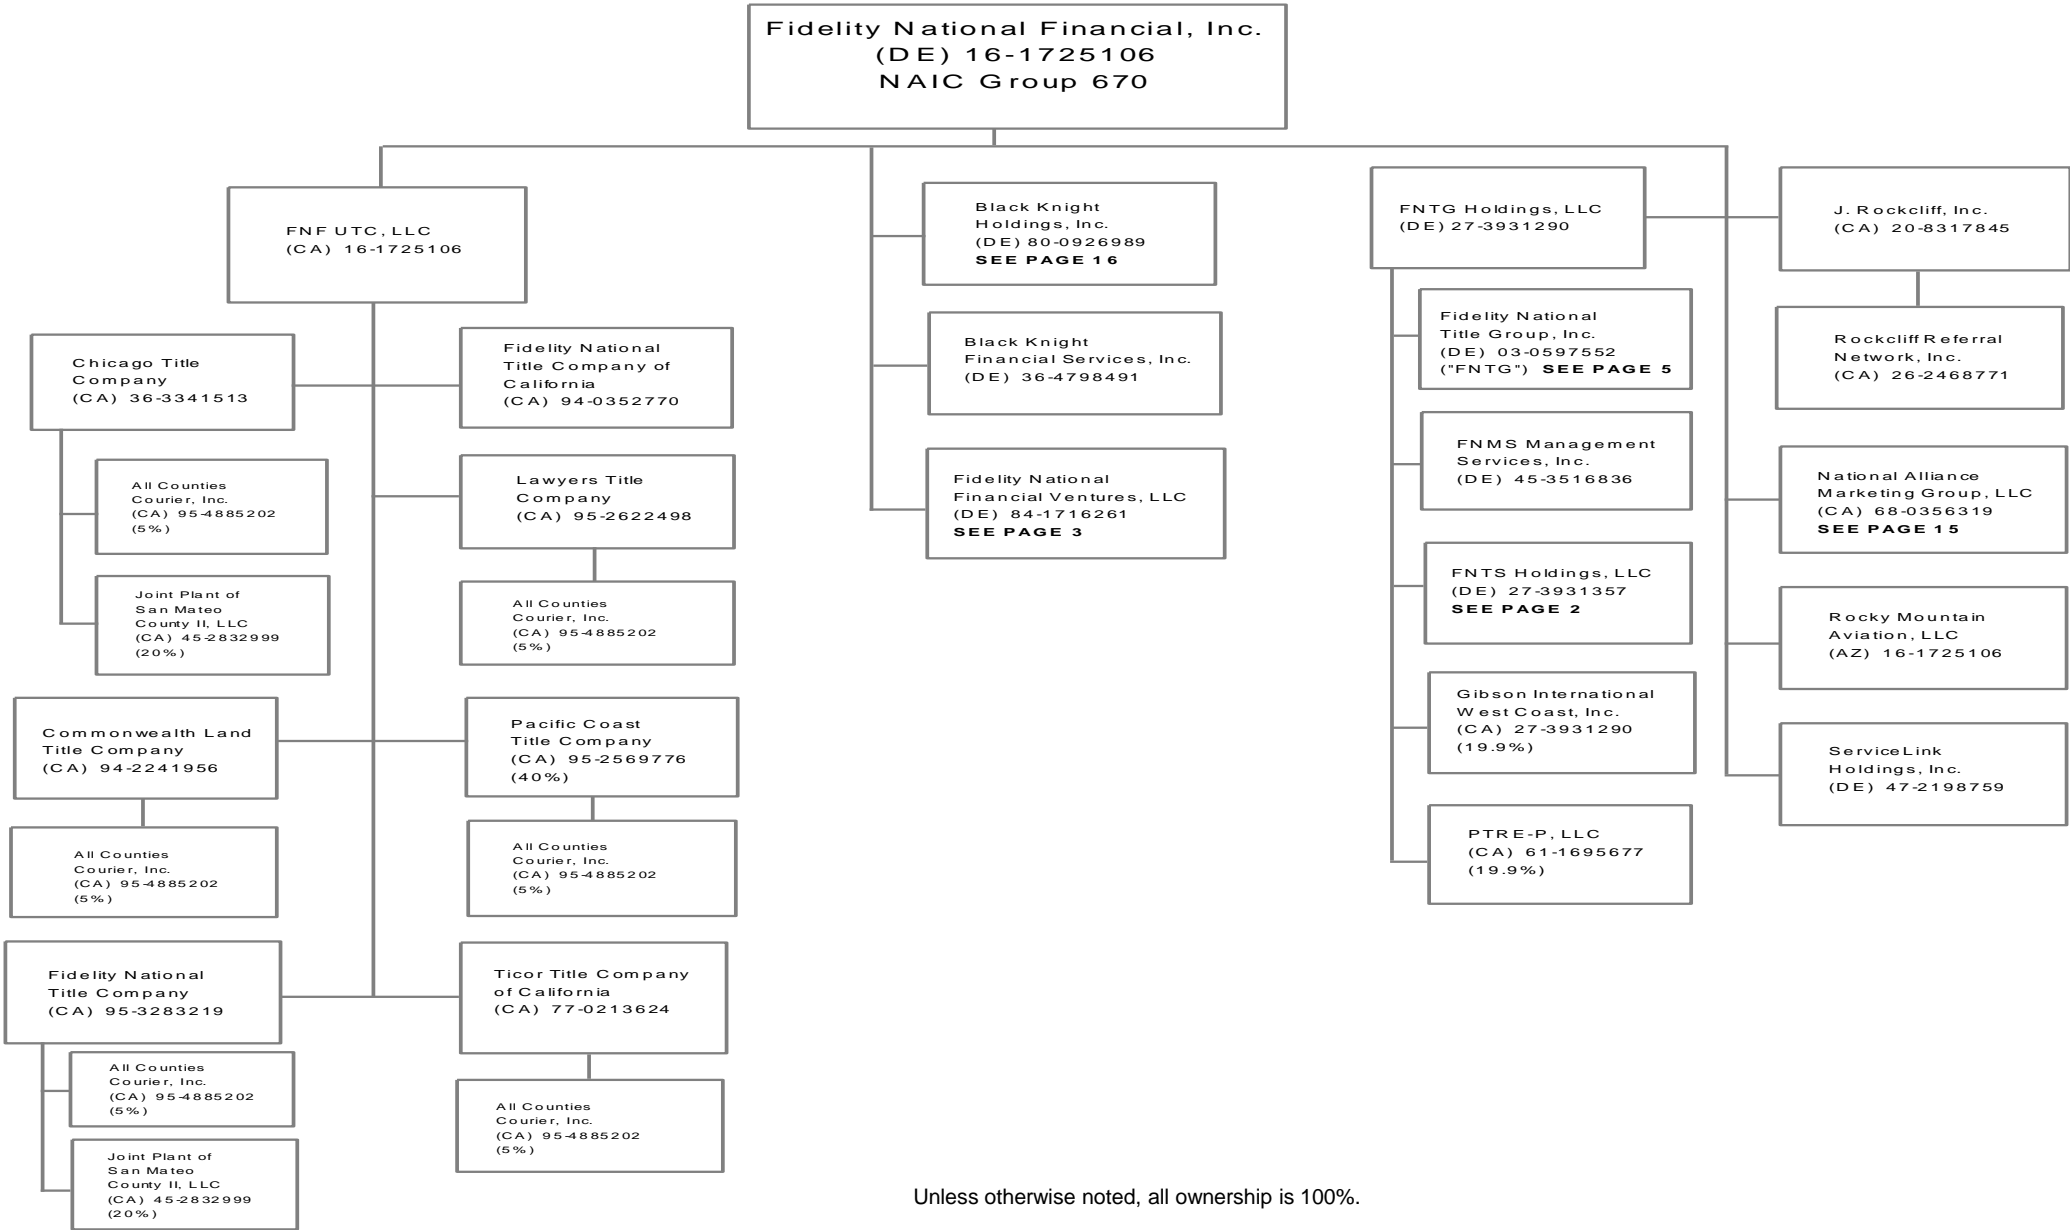 Fidelity National Financial, Inc.
(DE) 16-1725106
NAIC Group 670
FNF UTC, LLC
(CA) 16-1725106
Chicago Title
Company
(CA) 36-3341513
All Counties
Courier, Inc.
(CA) 95-4885202
(5%)
Joint Plant of
San Mateo
County II, LLC
(CA) 45-2832999
(20%)
Fidelity National
Title Company of
California
(CA) 94-0352770
Lawyers Title
Company
(CA) 95-2622498
All Counties
Courier, Inc.
(CA) 95-4885202
(5%)
Commonwealth Land
Title Company
(CA) 94-2241956
All Counties
Courier, Inc.
(CA) 95-4885202
(5%)
Pacific Coast
Title Company
(CA) 95-2569776
(40%)
All Counties
Courier, Inc.
(CA) 95-4885202
(5%)
Fidelity National
Title Company
(CA) 95-3283219
All Counties
Courier, Inc.
(CA) 95-4885202
(5%)
Joint Plant of
San Mateo
County II, LLC
(CA) 45-2832999
(20%)
Ticor Title Company
of California
(CA) 77-0213624
All Counties
Courier, Inc.
(CA) 95-4885202
(5%)
Black Knight
Holdings, Inc.
(DE) 80-0926989
SEE PAGE 16
Black Knight
Financial Services, Inc.
(DE) 36-4798491
Fidelity National
Financial Ventures, LLC
(DE) 84-1716261
SEE PAGE 3
FNTG Holdings, LLC
(DE) 27-3931290
Fidelity National
Title Group, Inc.
(DE) 03-0597552
("FNTG") SEE PAGE 5
FNMS Management
Services, Inc.
(DE) 45-3516836
FNTS Holdings, LLC
(DE) 27-3931357
SEE PAGE 2
Gibson International
West Coast, Inc.
(CA) 27-3931290
(19.9%)
PTRE-P, LLC
(CA) 61-1695677
(19.9%)
J. Rockcliff, Inc.
(CA) 20-8317845
Rockcliff Referral
Network, Inc.
(CA) 26-2468771
National Alliance
Marketing Group, LLC
(CA) 68-0356319
SEE PAGE 15
Rocky Mountain
Aviation, LLC
(AZ) 16-1725106
ServiceLink
Holdings, Inc.
(DE) 47-2198759
Unless otherwise noted, all ownership is 100%.